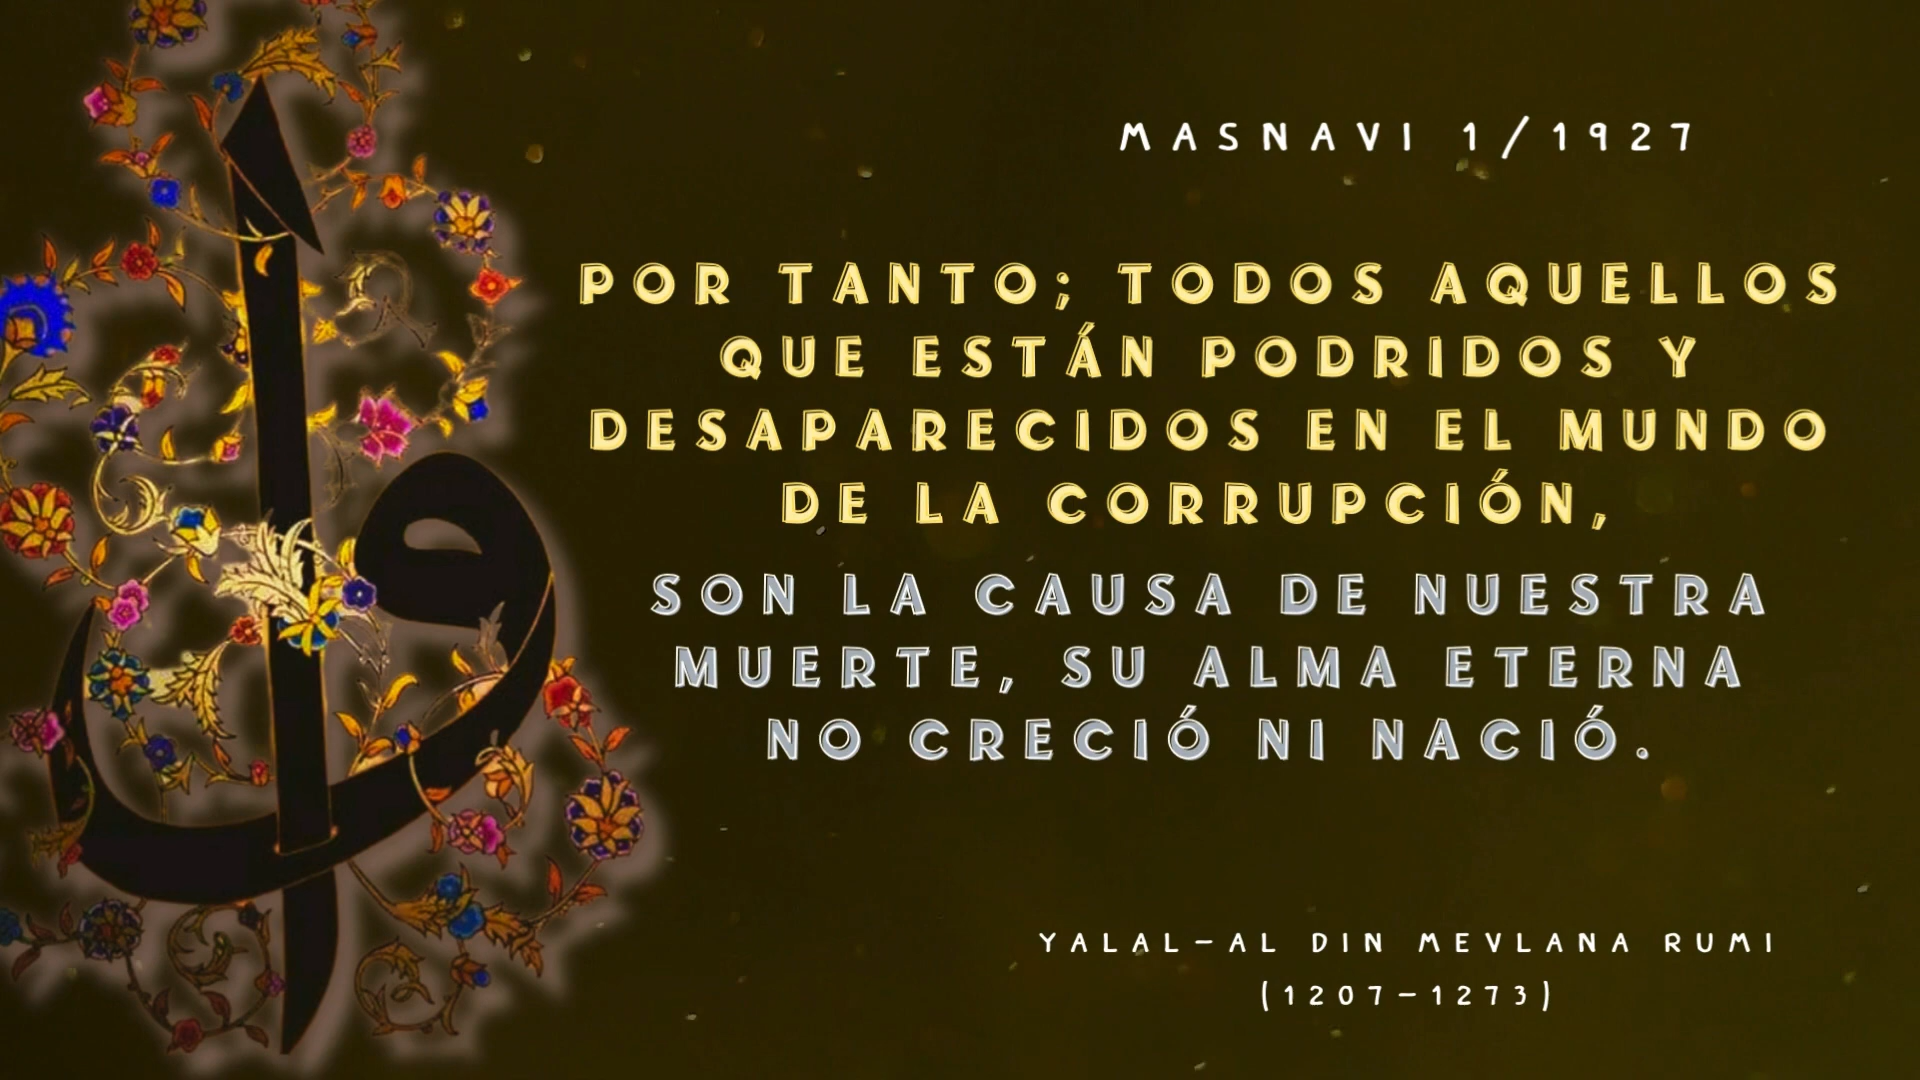 MASNAVI 1/1927
POR TANTO; TODOS AQUELLOS
QUE ESTÁN PODRIDOS Y
DESAPARECIDOS EN EL MUNDO
DE LA CORRUPCIÓN,
SON LA CAUSA DE NUESTRA
MUERTE, SU ALMA ETERNA
NO CRECIÓ NI NACIÓ.
YALAL-AL DIN MEVLANA RUMI
(1207-1273)